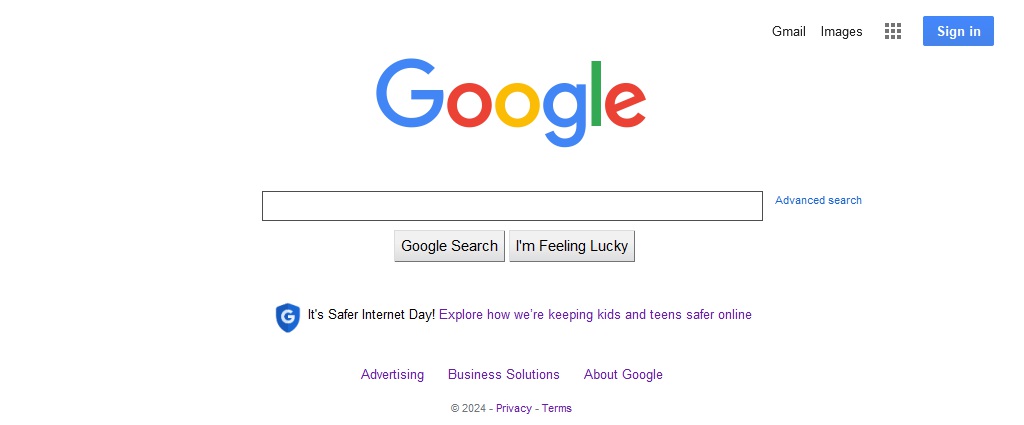 Gmail Images Sign in
Google
Advanced search
Google Search I'm Feeling Lucky
G It's Safer Internet Day! Explore how we're keeping kids and teens safer online
Advertising Business Solutions About Google
© 2024 - Privacy - Terms